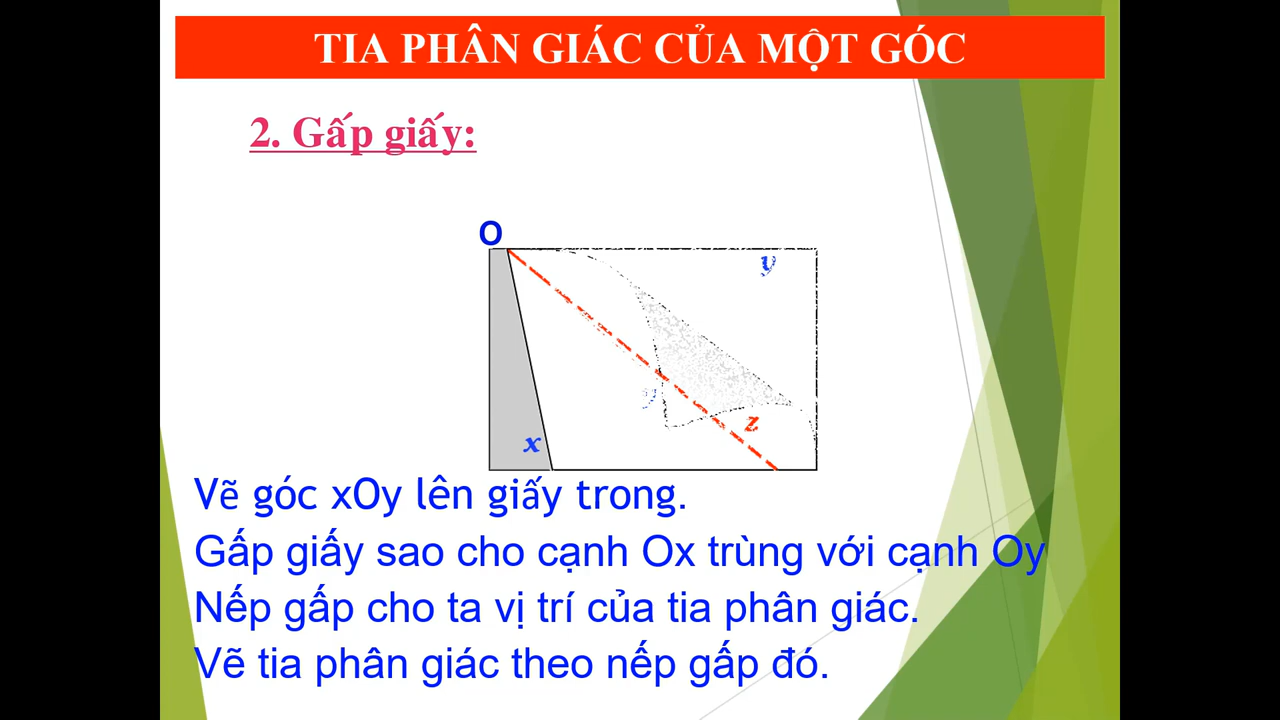 TIA PHÂN GIÁC CỦA MỘT GÓC
2. Gấp giấy:
O
y
y
z
x
Vẽ góc xOy lên giấy trong.
Gấp giấy sao cho cạnh Ox trùng với cạnh Oy
Nếp gấp cho ta vị trí của tia phân giác.
Vẽ tia phân giác theo nếp gấp đó.